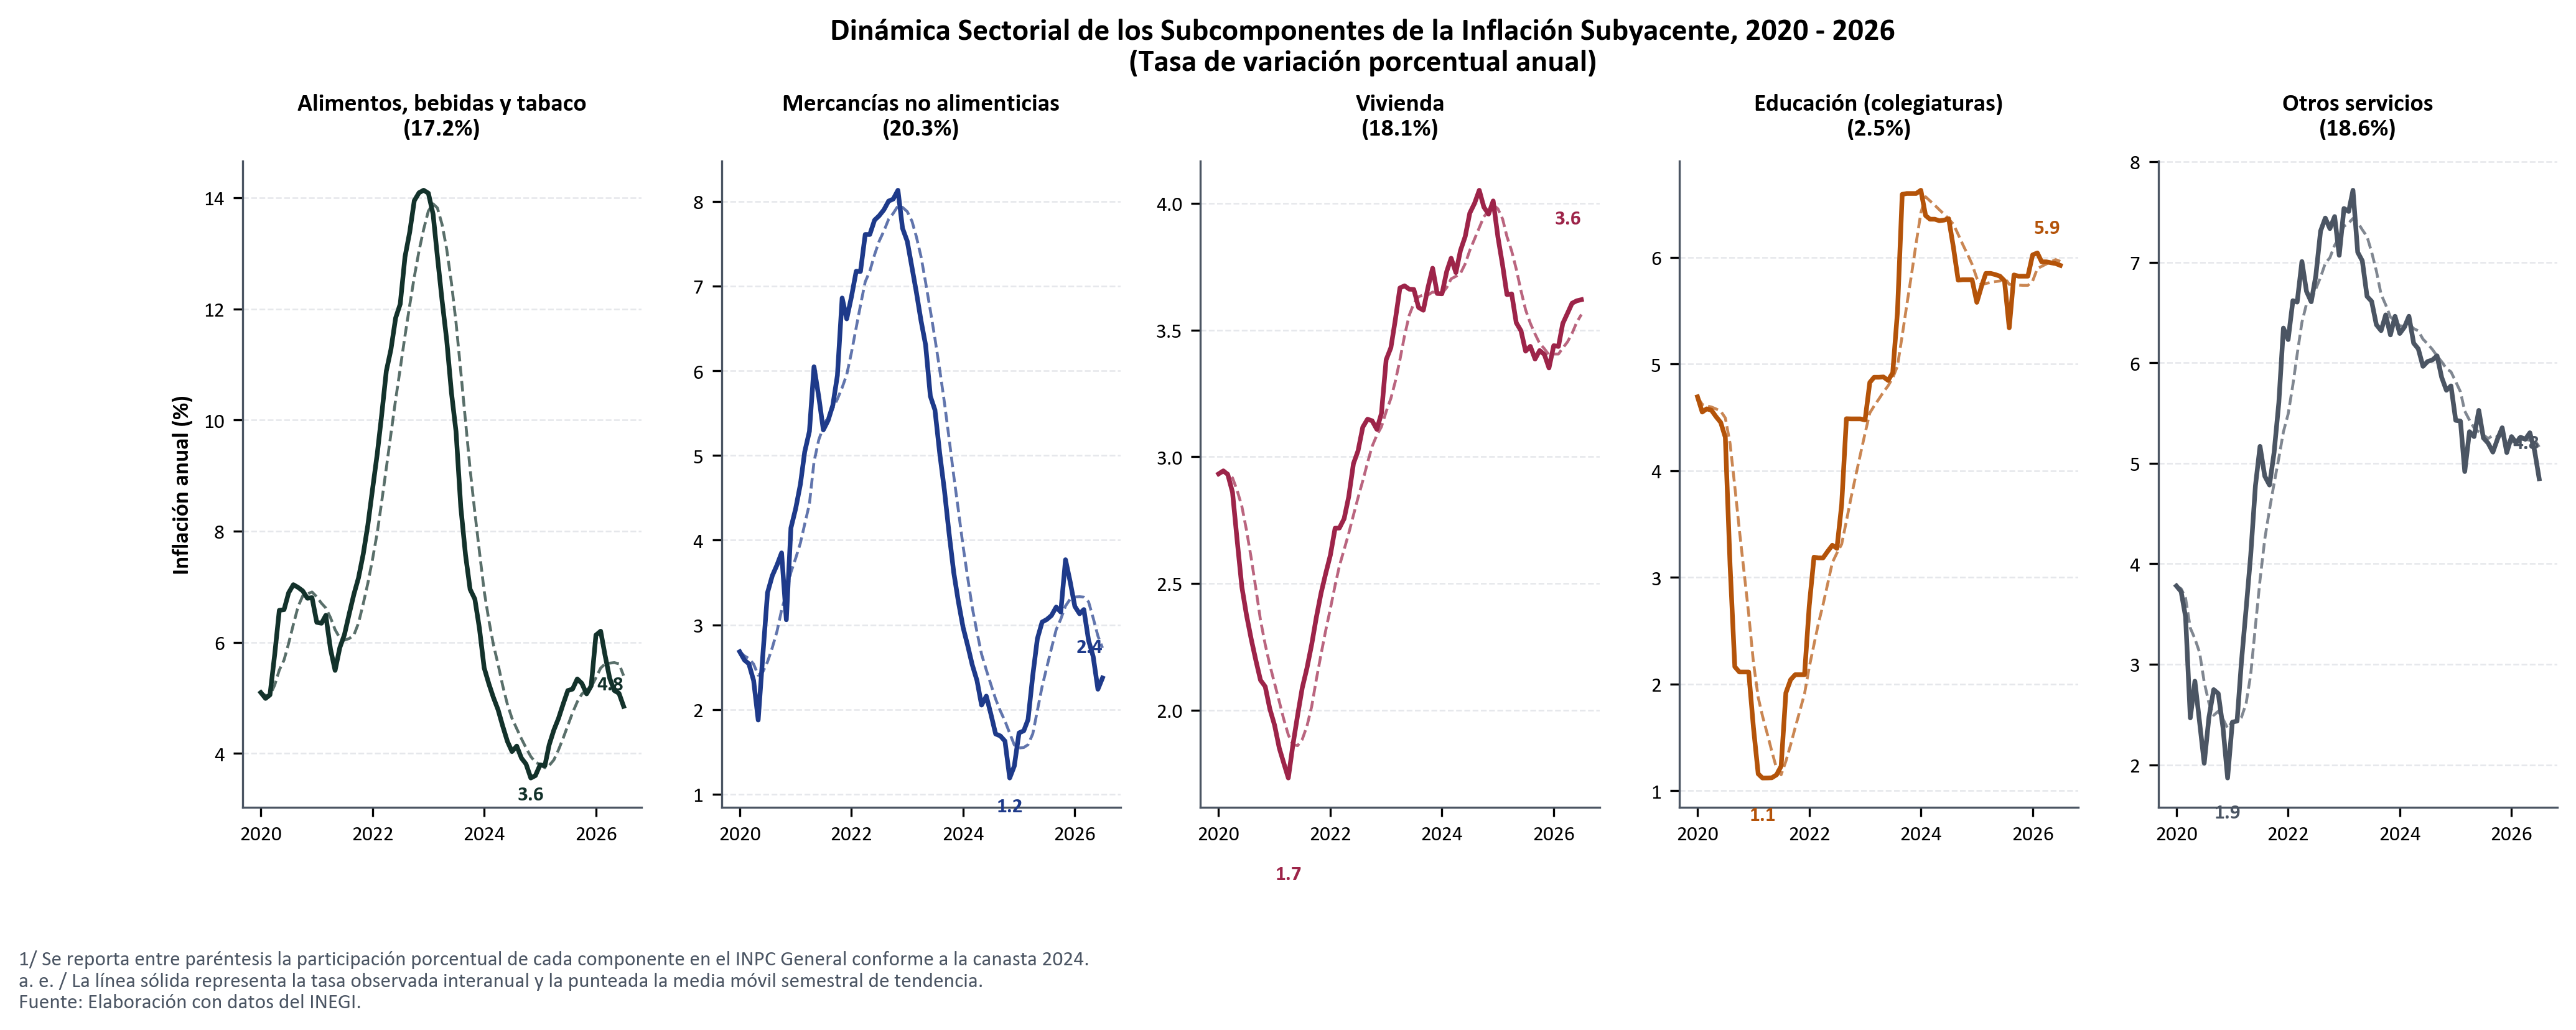 Dinámica Sectorial de los Subcomponentes de la Inflación Subyacente, 2020 - 2026
(Tasa de variación porcentual anual)
Alimentos, bebidas y tabaco
(17.2%)
Inflación anual (%)
14
12
10
8
6
4
4.8
3.6
2020 2022 2024 2026
Mercancías no alimenticias
(20.3%)
8
7
6
5
4
3
2
1
2.4
1.2
2020 2022 2024 2026
Vivienda
(18.1%)
4.0
3.5
3.0
2.5
2.0
3.6
2020 2022 2024 2026
1.7
Educación (colegiaturas)
(2.5%)
6
5
4
3
2
1
5.9
1.1
2020 2022 2024 2026
Otros servicios
(18.6%)
8
7
6
5
4
3
2
4.8
1.9
2020 2022 2024 2026
1/ Se reporta entre paréntesis la participación porcentual de cada componente en el INPC General conforme a la canasta 2024.
a. e. / La línea sólida representa la tasa observada interanual y la punteada la media móvil semestral de tendencia.
Fuente: Elaboración con datos del INEGI.